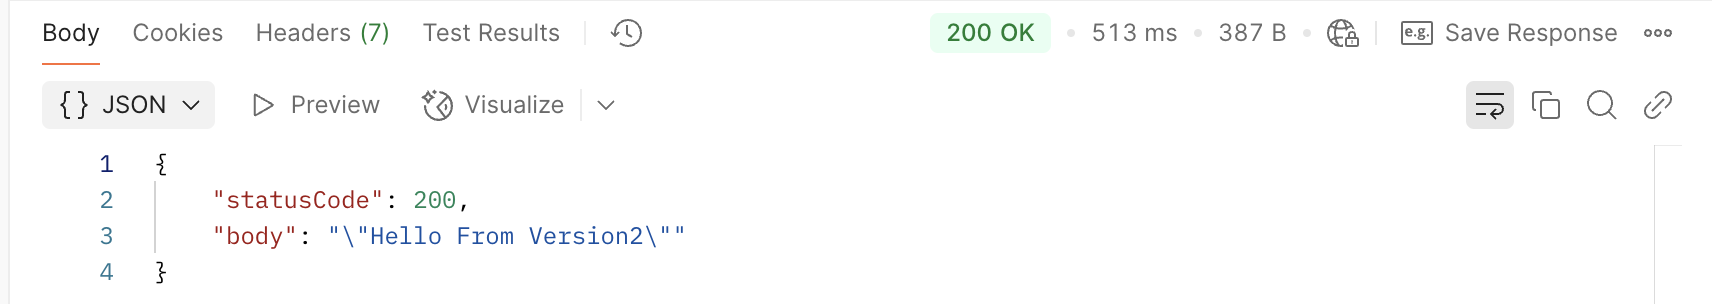 Body Cookies Headers (7) Test Results 200 OK • 513 ms • 387 B • e.g. Save Response
{} JSON Preview Visualize
1 {
2     "statusCode": 200,
3     "body": "\"Hello From Version2\""
4 }